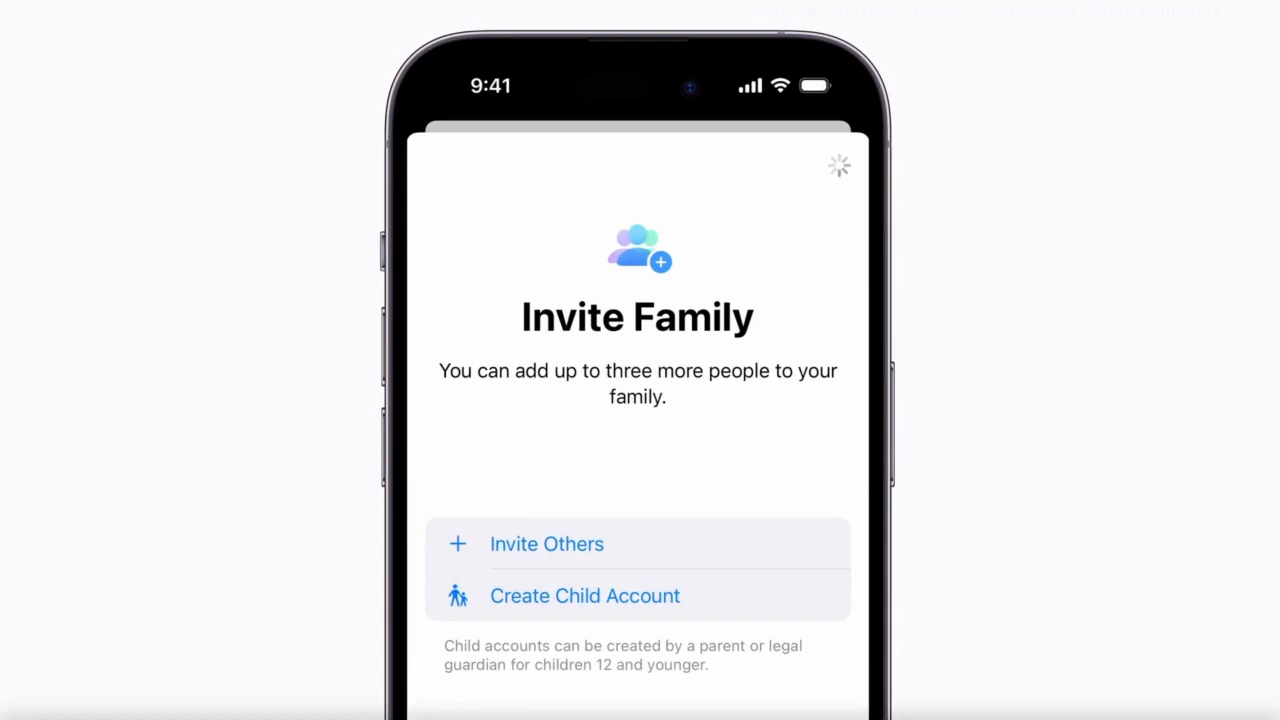 9:41
Invite Family
You can add up to three more people to your
family.
Invite Others
Create Child Account
Child accounts can be created by a parent or legal
guardian for children 12 and younger.